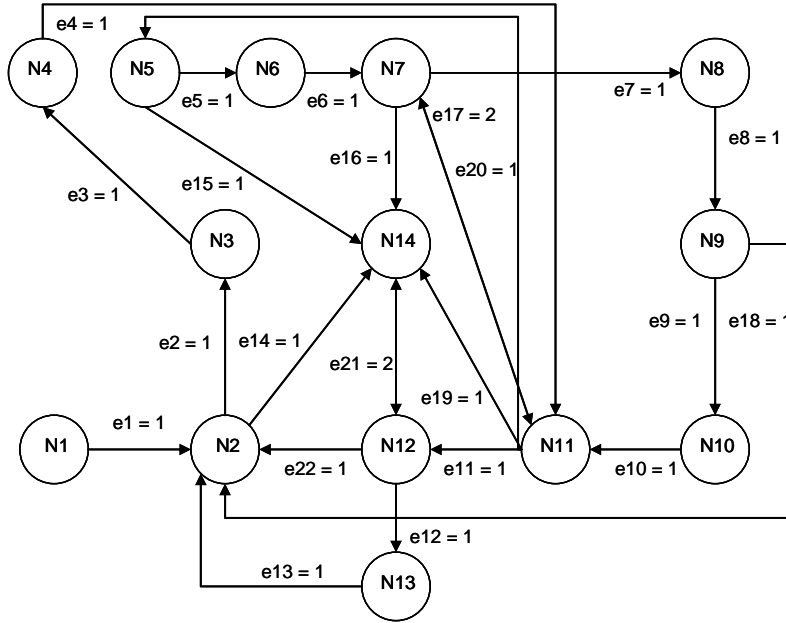 e4 = 1
N4
N5
N6
N7
N8
e5 = 1
e6 = 1
e7 = 1
e17 = 2
e8 = 1
e16 = 1
e20 = 1
e15 = 1
e3 = 1
N3
N14
N9
e2 = 1
e14 = 1
e21 = 2
e9 = 1
e18 = 1
e19 = 1
e1 = 1
N1
N2
N12
N11
N10
e22 = 1
e11 = 1
e10 = 1
e12 = 1
e13 = 1
N13